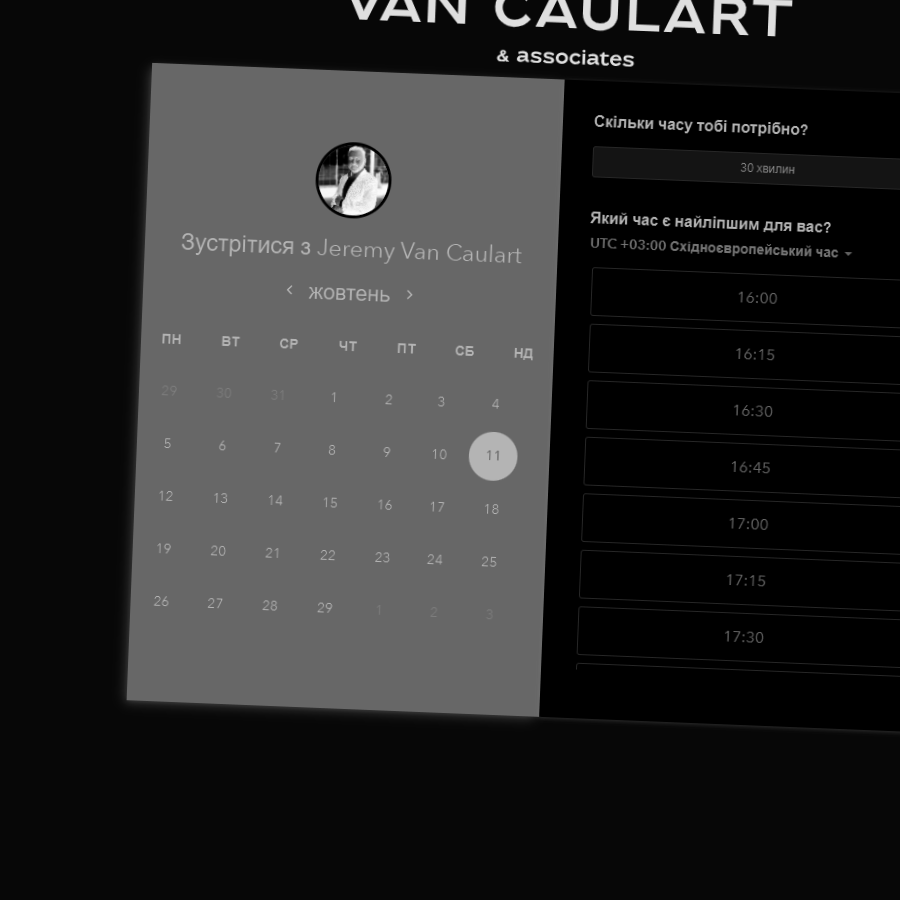 VAN CAULART
& associates
Зустрітися з Jeremy Van Caulart
‹ жовтень ›
ПН ВТ СР ЧТ ПТ СБ НД
29 30 31 1 2 3 4
5 6 7 8 9 10 11
12 13 14 15 16 17 18
19 20 21 22 23 24 25
26 27 28 29 1 2 3
Скільки часу тобі потрібно?
30 хвилин
Який час є найліпшим для вас?
UTC +03:00 Східноєвропейський час
16:00
16:15
16:30
16:45
17:00
17:15
17:30